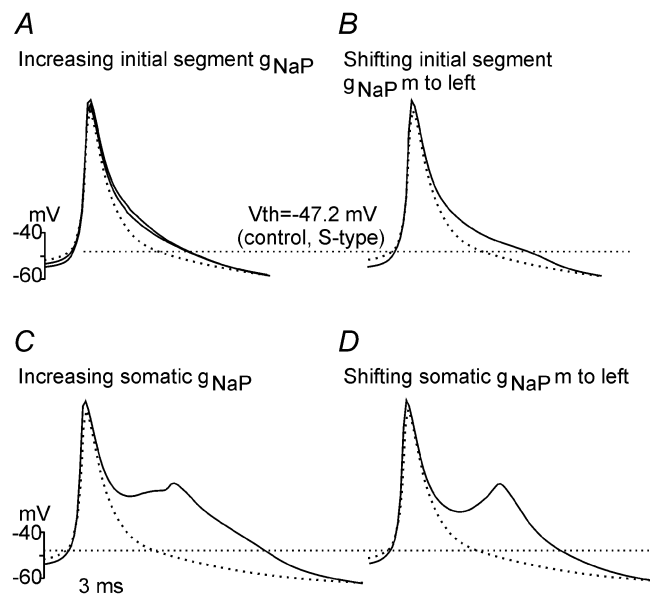 A
Increasing initial segment gNaP
B
Shifting initial segment
gNaP m to left
mV
-40
-60
Vth=-47.2 mV
(control, S-type)
C
Increasing somatic gNaP
D
Shifting somatic gNaP m to left
mV
-40
-60
3 ms